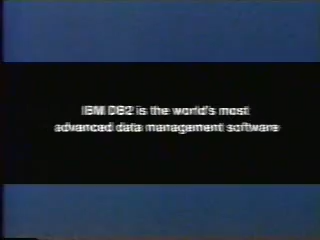 IBM DB2 is the world's most
advanced data management software